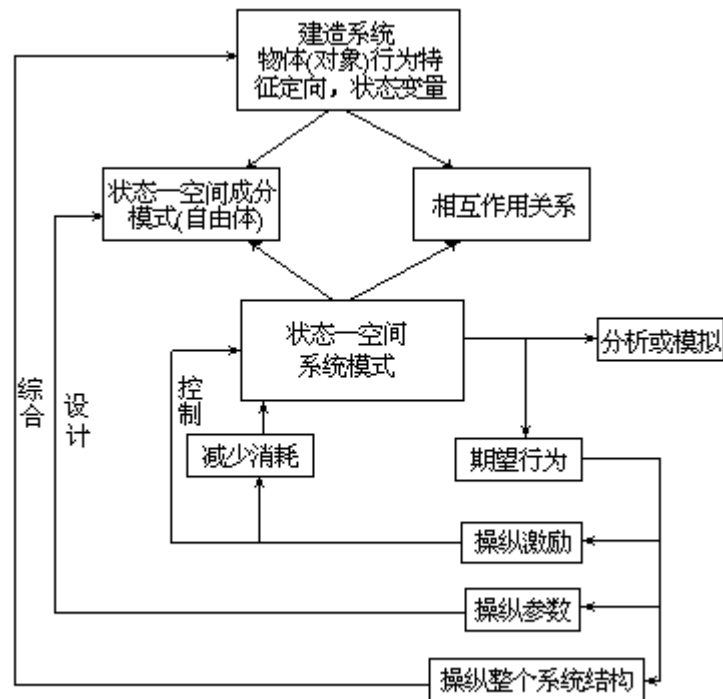 建造系统
物体(对象)行为特
征定向，状态变量
状态一空间成分
模式(自由体)
相互作用关系
状态一空间
系统模式
分析或模拟
综合
设计
控制
减少消耗
期望行为
操纵激励
操纵参数
操纵整个系统结构